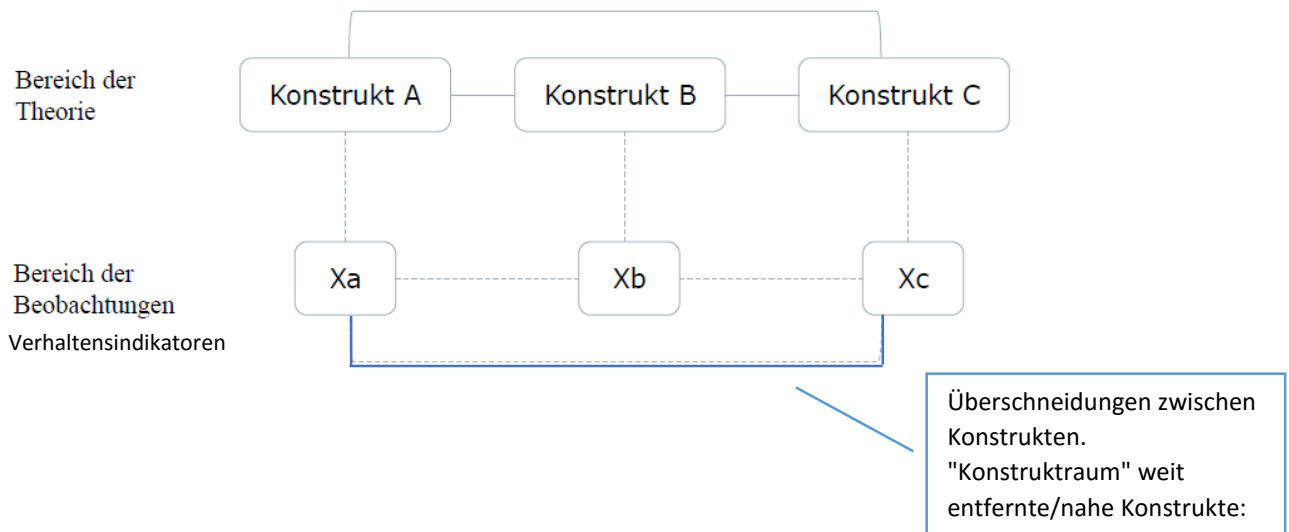 Bereich der
Theorie
Konstrukt A
Konstrukt B
Konstrukt C
Bereich der
Beobachtungen
Verhaltensindikatoren
Xa
Xb
Xc
Überschneidungen zwischen
Konstrukten.
"Konstruktraum" weit
entfernte/nahe Konstrukte: